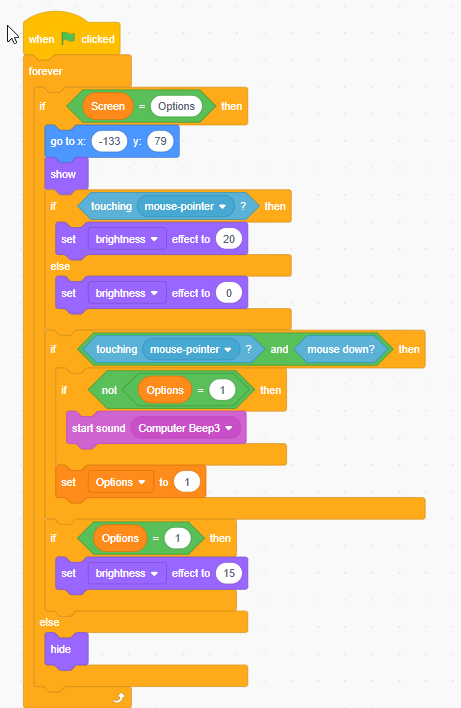 when clicked
forever
if Screen = Options then
go to x: -133 y: 79
show
if touching mouse-pointer ? then
set brightness effect to 20
else
set brightness effect to 0
if touching mouse-pointer ? and mouse down? then
if not Options = 1 then
start sound Computer Beep3
set Options to 1
if Options = 1 then
set brightness effect to 15
else
hide